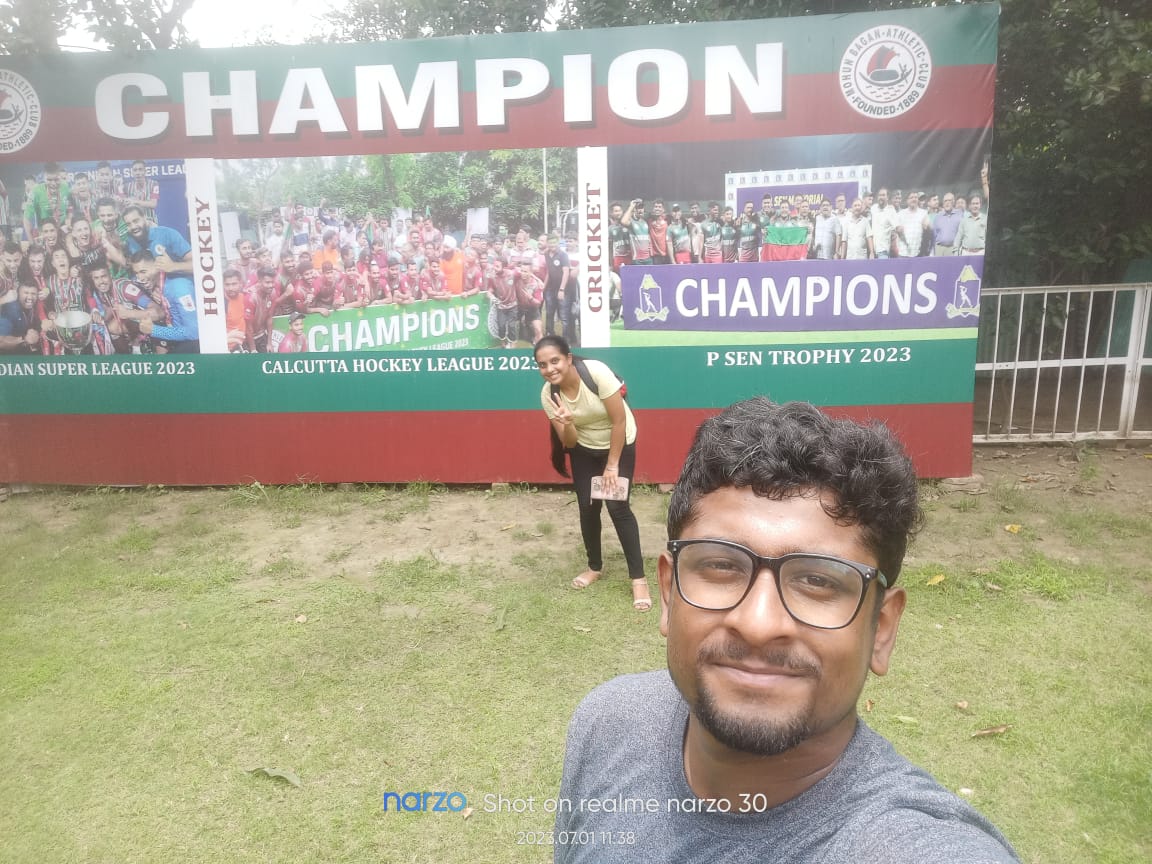 CHAMPION
MOHUN BAGAN ATHLETIC CLUB
FOUNDED-1889
HOCKEY
CRICKET
CHAMPIONS
CHAMPIONS
DIAN SUPER LEAGUE 2023
CALCUTTA HOCKEY LEAGUE 2023
P SEN TROPHY 2023
narzo Shot on realme narzo 30
2023.07.01 11:38